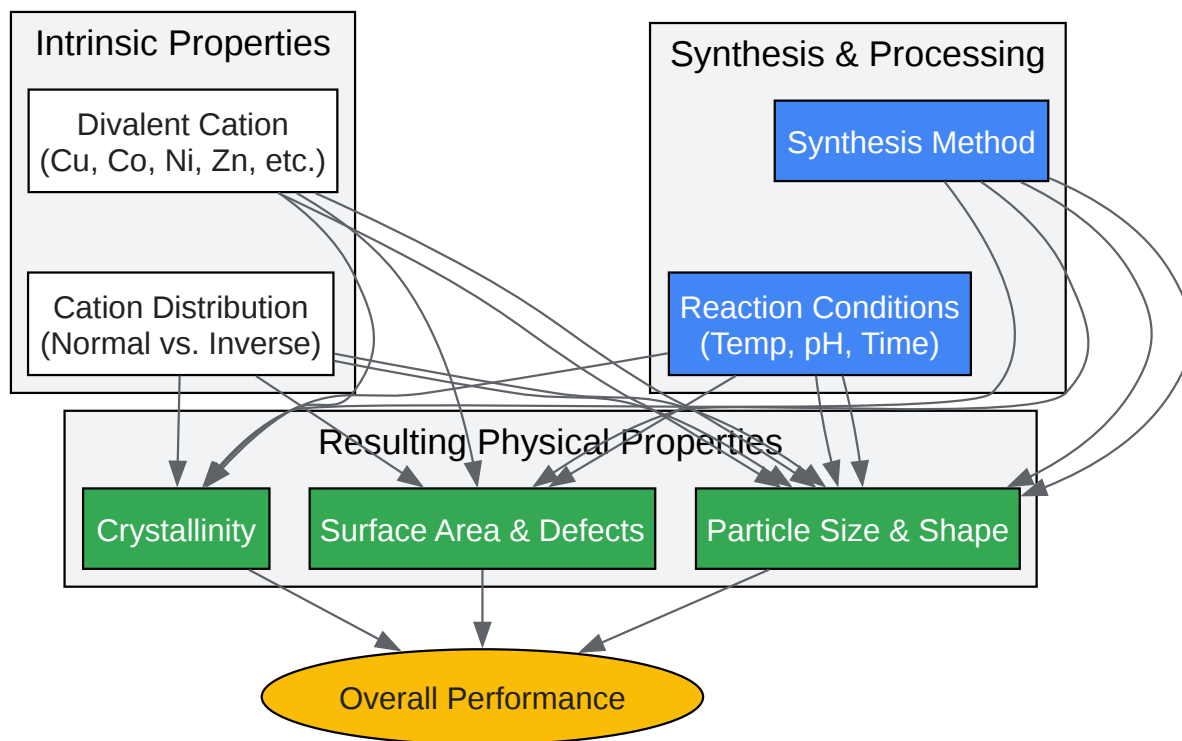 Intrinsic Properties
Divalent Cation
(Cu, Co, Ni, Zn, etc.)
Cation Distribution
(Normal vs. Inverse)
Synthesis & Processing
Synthesis Method
Reaction Conditions
(Temp, pH, Time)
Resulting Physical Properties
Crystallinity
Surface Area & Defects
Particle Size & Shape
Overall Performance